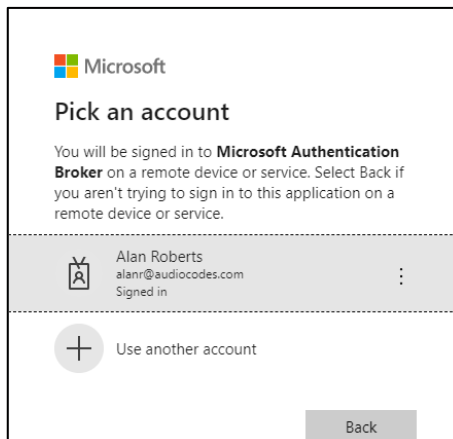 Microsoft
Pick an account
You will be signed in to Microsoft Authentication
Broker on a remote device or service. Select Back if
you aren't trying to sign in to this application on a
remote device or service.
Alan Roberts
alanr@audiocodes.com
Signed in
Use another account
Back